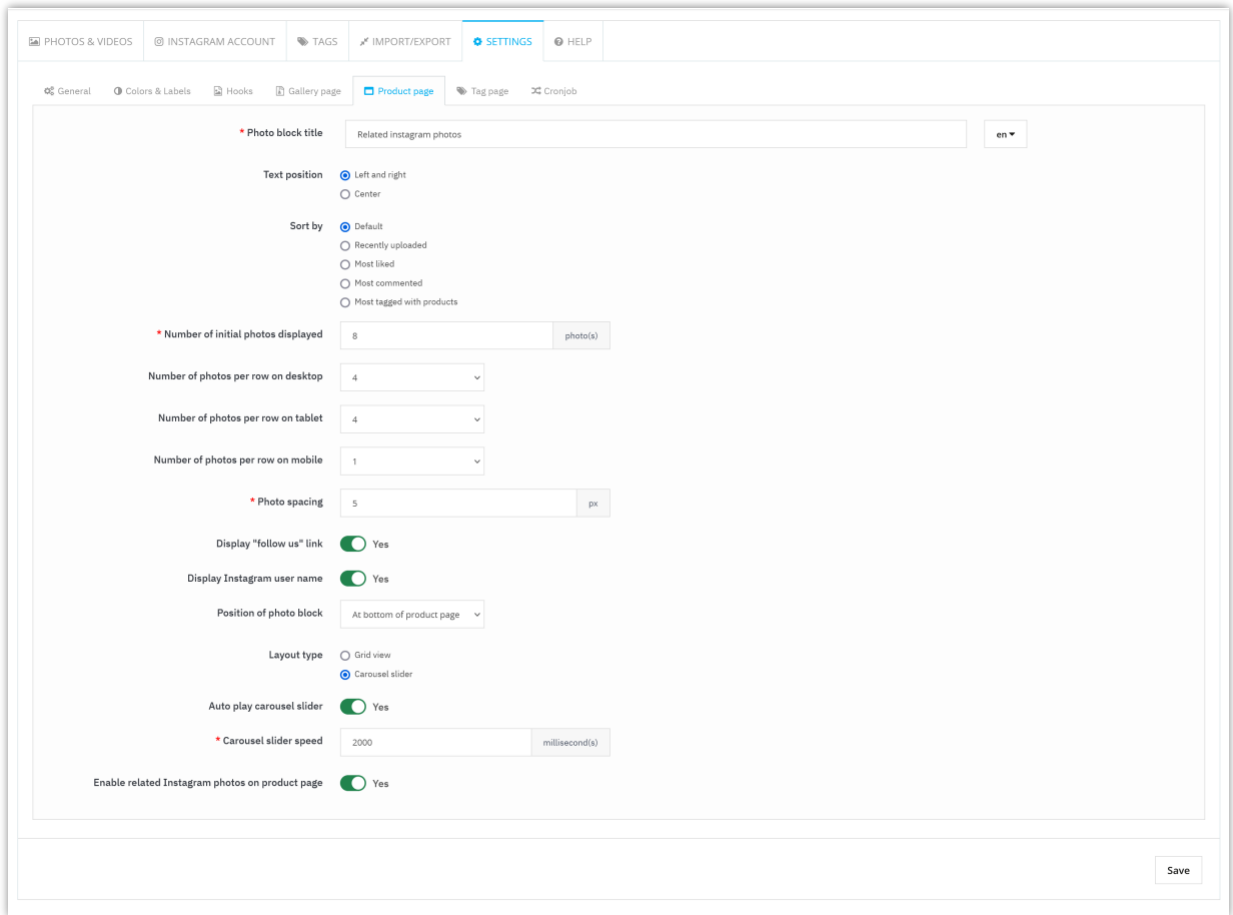 PHOTOS & VIDEOS INSTAGRAM ACCOUNT TAGS IMPORT/EXPORT SETTINGS HELP
General Colors & Labels Hooks Gallery page Product page Tag page Cronjob
* Photo block title Related instagram photos en
Text position Left and right
Center
Sort by Default
Recently uploaded
Most liked
Most commented
Most tagged with products
* Number of initial photos displayed 8 photo(s)
Number of photos per row on desktop 4
Number of photos per row on tablet 4
Number of photos per row on mobile 1
* Photo spacing 5 px
Display "follow us" link Yes
Display Instagram user name Yes
Position of photo block At bottom of product page
Layout type Grid view
Carousel slider
Auto play carousel slider Yes
* Carousel slider speed 2000 millisecond(s)
Enable related Instagram photos on product page Yes
Save